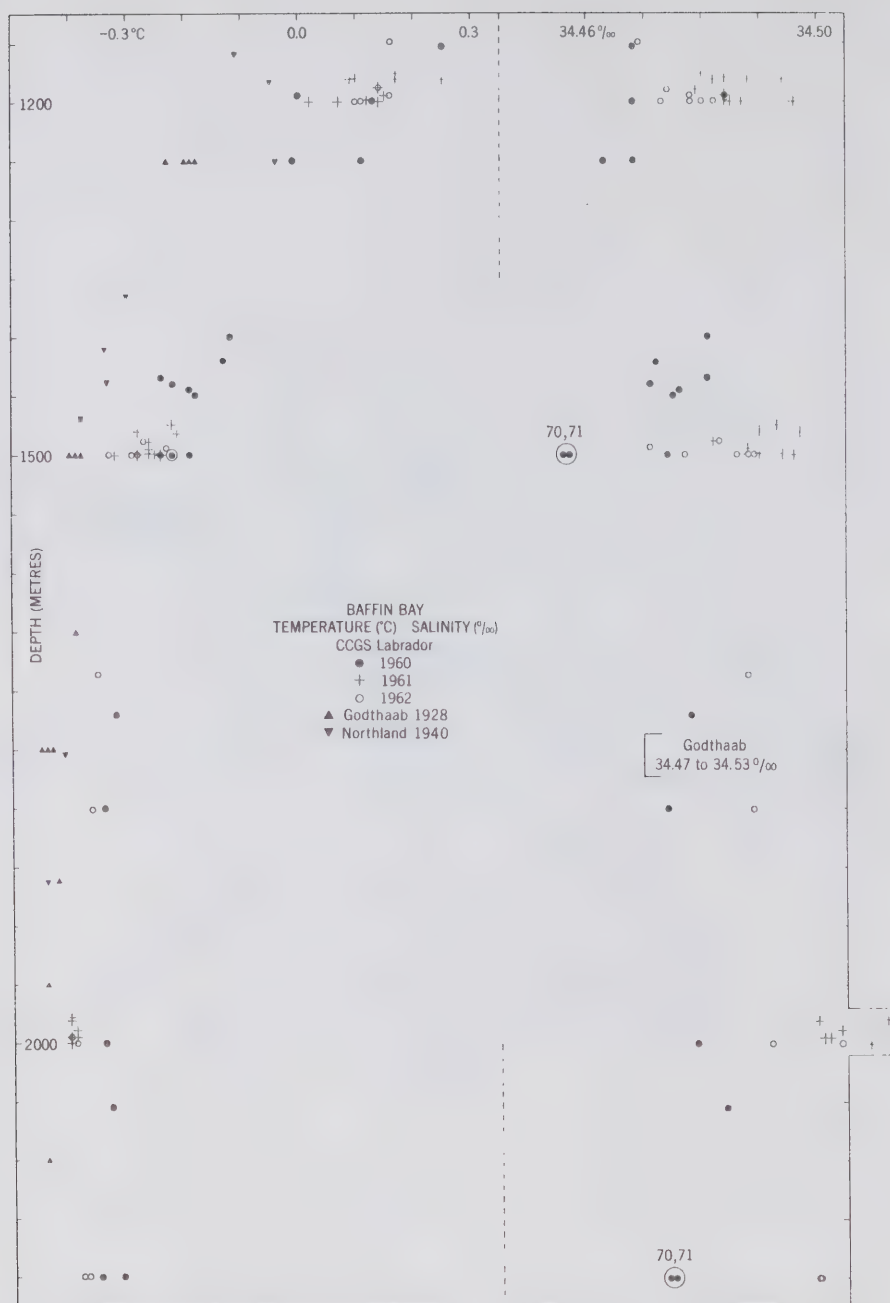 -0.3°C 0.0 0.3 34.46 ‰ 34.50
1200
70,71
1500
DEPTH (METRES)
BAFFIN BAY
TEMPERATURE (°C) SALINITY (‰)
CCGS Labrador
● 1960
+ 1961
○ 1962
▲ Godthaab 1928
▼ Northland 1940
Godthaab
34.47 to 34.53 ‰
2000
70,71